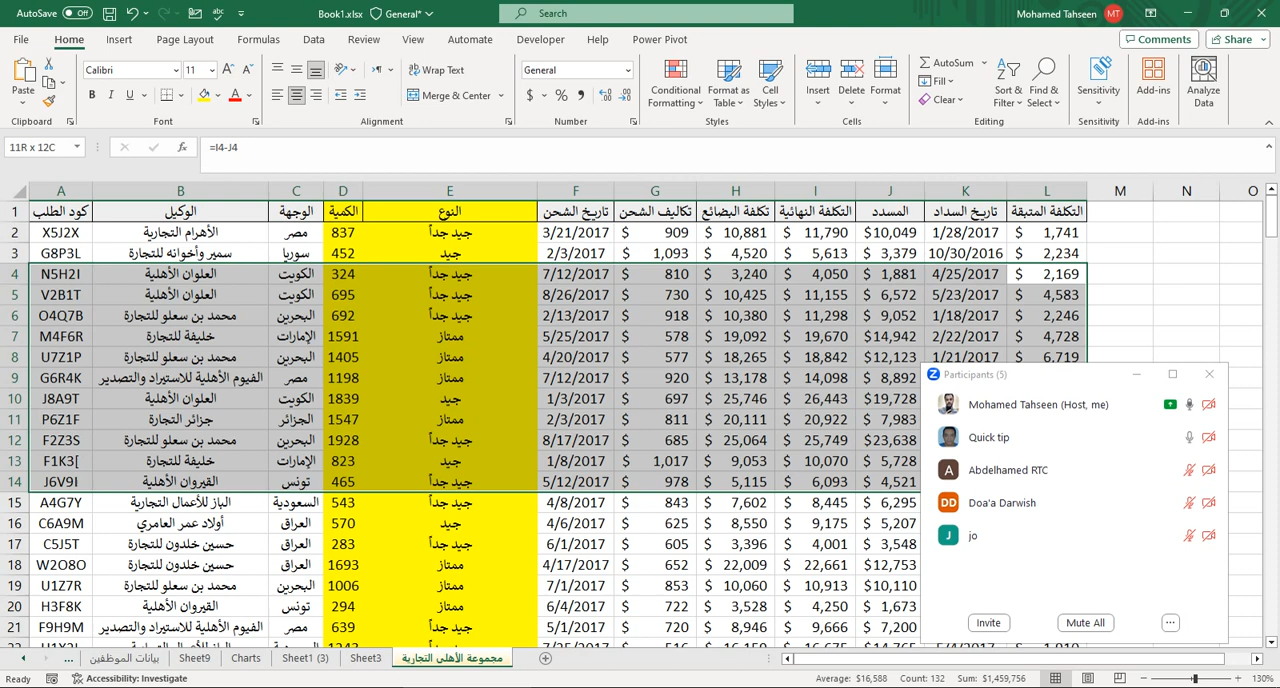 AutoSave Off Book1.xlsx General* Search Mohamed Tahseen MT
File Home Insert Page Layout Formulas Data Review View Automate Developer Help Power Pivot Comments Share
Paste Calibri 11 Wrap Text General AutoSum
B I U Merge & Center $ % Conditional Formatting Format as Table Cell Styles Insert Delete Format Fill Clear Sort & Filter Find & Select Sensitivity Add-ins Analyze Data
Clipboard Font Alignment Number Styles Cells Editing Sensitivity Add-ins
11R x 12C fx =I4-J4
A B C D E F G H I J K L M N O
1 كود الطلب الوكيل الوجهة الكمية النوع تاريخ الشحن تكاليف الشحن تكلفة البضائع التكلفة النهائية المسدد تاريخ السداد التكلفة المتبقة
2 X5J2X الأهرام التجارية مصر 837 جيد جداً 3/21/2017 $ 909 $ 10,881 $ 11,790 $10,049 1/28/2017 $ 1,741
3 G8P3L سمير وأخوانه للتجارة سوريا 452 جيد 2/3/2017 $ 1,093 $ 4,520 $ 5,613 $ 3,379 10/30/2016 $ 2,234
4 N5H2I العلوان الأهلية الكويت 324 جيد جداً 7/12/2017 $ 810 $ 3,240 $ 4,050 $ 1,881 4/25/2017 $ 2,169
5 V2B1T العلوان الأهلية الكويت 695 جيد جداً 8/26/2017 $ 730 $ 10,425 $ 11,155 $ 6,572 5/23/2017 $ 4,583
6 O4Q7B محمد بن سعلو للتجارة البحرين 692 جيد جداً 2/13/2017 $ 918 $ 10,380 $ 11,298 $ 9,052 1/18/2017 $ 2,246
7 M4F6R خليفة للتجارة الإمارات 1591 ممتاز 5/25/2017 $ 578 $ 19,092 $ 19,670 $14,942 2/22/2017 $ 4,728
8 U7Z1P محمد بن سعلو للتجارة البحرين 1405 ممتاز 4/20/2017 $ 577 $ 18,265 $ 18,842 $12,123 1/21/2017 $ 6,719
9 G6R4K الفيوم الأهلية للاستيراد والتصدير مصر 1198 ممتاز 7/12/2017 $ 920 $ 13,178 $ 14,098 $ 8,892
10 J8A9T العلوان الأهلية الكويت 1839 جيد 1/3/2017 $ 697 $ 25,746 $ 26,443 $19,728
11 P6Z1F جزائر التجارة الجزائر 1547 ممتاز 2/3/2017 $ 811 $ 20,111 $ 20,922 $ 7,983
12 F2Z3S محمد بن سعلو للتجارة البحرين 1928 جيد جداً 8/17/2017 $ 685 $ 25,064 $ 25,749 $23,638
13 F1K3[ خليفة للتجارة الإمارات 823 جيد 1/8/2017 $ 1,017 $ 9,053 $ 10,070 $ 5,728
14 J6V9I القيروان الأهلية تونس 465 جيد جداً 5/12/2017 $ 978 $ 5,115 $ 6,093 $ 4,521
15 A4G7Y الباز للأعمال التجارية السعودية 543 جيد جداً 4/8/2017 $ 843 $ 7,602 $ 8,445 $ 6,295
16 C6A9M أولاد عمر العامري العراق 570 جيد 4/6/2017 $ 625 $ 8,550 $ 9,175 $ 5,207
17 C5J5T حسين خلدون للتجارة العراق 283 جيد جداً 6/1/2017 $ 605 $ 3,396 $ 4,001 $ 3,548
18 W2O8O حسين خلدون للتجارة العراق 1693 ممتاز 4/17/2017 $ 652 $ 22,009 $ 22,661 $12,753
19 U1Z7R محمد بن سعلو للتجارة البحرين 1006 ممتاز 7/1/2017 $ 853 $ 10,060 $ 10,913 $10,110
20 H3F8K القيروان الأهلية تونس 294 ممتاز 6/4/2017 $ 722 $ 3,528 $ 4,250 $ 1,673
21 F9H9M الفيوم الأهلية للاستيراد والتصدير مصر 639 جيد جداً 5/1/2017 $ 720 $ 8,946 $ 9,666 $ 7,200
Participants (5)
Mohamed Tahseen (Host, me)
Quick tip
A Abdelhamed RTC
DD Doa'a Darwish
J jo
Invite Mute All ...
... بيانات الموظفين Sheet9 Charts Sheet1 (3) Sheet3 مجموعة الأهلى التجارية
Ready Accessibility: Investigate Average: $16,588 Count: 132 Sum: $1,459,756 130%